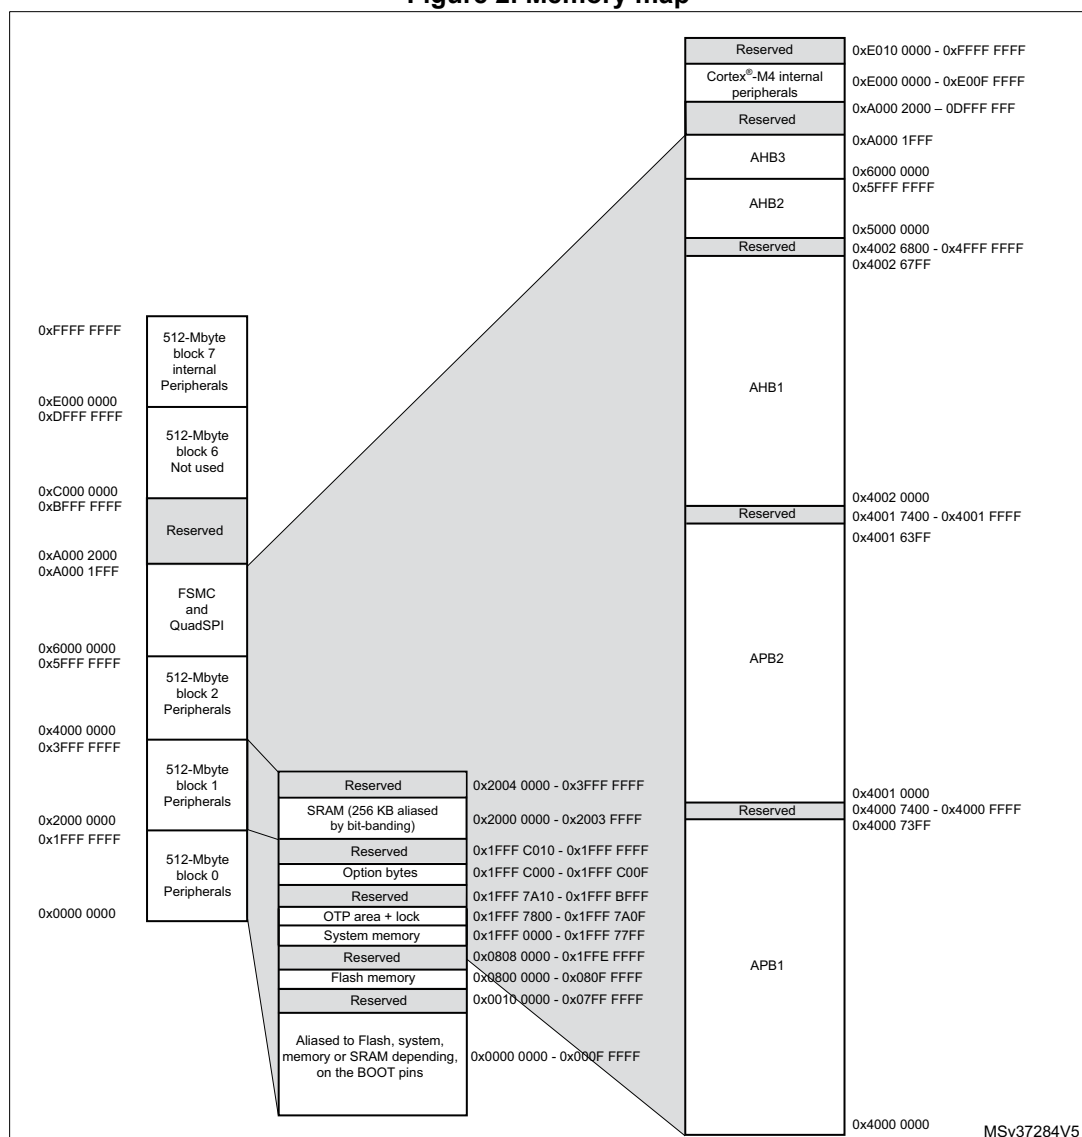 Figure 2. Memory map
0xFFFF FFFF
512-Mbyte
block 7
internal
Peripherals
0xE000 0000
0xDFFF FFFF
512-Mbyte
block 6
Not used
0xC000 0000
0xBFFF FFFF
Reserved
0xA000 2000
0xA000 1FFF
FSMC
and
QuadSPI
0x6000 0000
0x5FFF FFFF
512-Mbyte
block 2
Peripherals
0x4000 0000
0x3FFF FFFF
512-Mbyte
block 1
Peripherals
0x2000 0000
0x1FFF FFFF
512-Mbyte
block 0
Peripherals
0x0000 0000
Reserved 0x2004 0000 - 0x3FFF FFFF
SRAM (256 KB aliased
by bit-banding)
0x2000 0000 - 0x2003 FFFF
Reserved 0x1FFF C010 - 0x1FFF FFFF
Option bytes 0x1FFF C000 - 0x1FFF C00F
Reserved 0x1FFF 7A10 - 0x1FFF BFFF
OTP area + lock 0x1FFF 7800 - 0x1FFF 7A0F
System memory 0x1FFF 0000 - 0x1FFF 77FF
Reserved 0x0808 0000 - 0x1FFE FFFF
Flash memory 0x0800 0000 - 0x080F FFFF
Reserved 0x0010 0000 - 0x07FF FFFF
Aliased to Flash, system,
memory or SRAM depending,
on the BOOT pins
0x0000 0000 - 0x000F FFFF
Reserved 0xE010 0000 - 0xFFFF FFFF
Cortex®-M4 internal
peripherals
0xE000 0000 - 0xE00F FFFF
Reserved 0xA000 2000 – 0DFFF FFF
0xA000 1FFF
AHB3
0x6000 0000
0x5FFF FFFF
AHB2
0x5000 0000
Reserved 0x4002 6800 - 0x4FFF FFFF
0x4002 67FF
AHB1
0x4002 0000
Reserved 0x4001 7400 - 0x4001 FFFF
0x4001 63FF
APB2
0x4001 0000
Reserved 0x4000 7400 - 0x4000 FFFF
0x4000 73FF
APB1
0x4000 0000
MSv37284V5